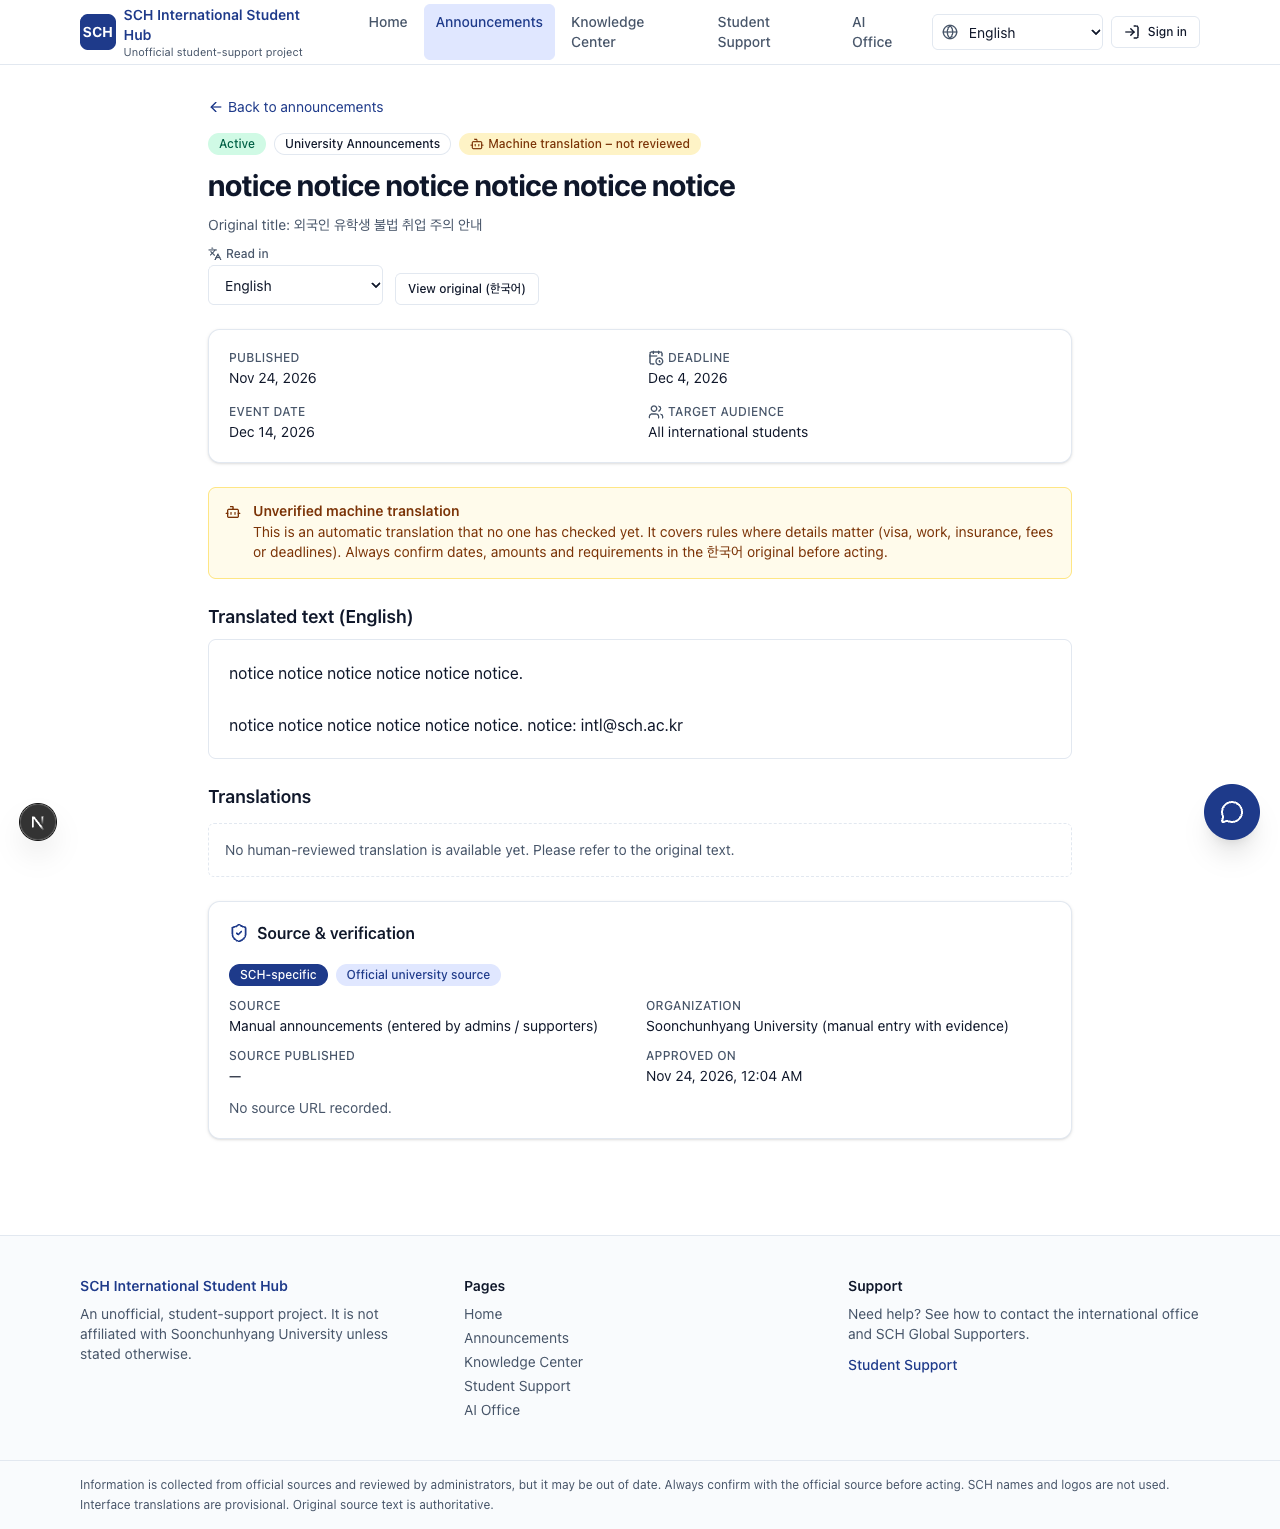 SCH
SCH International Student
Hub
Unofficial student-support project
Home
Announcements
Knowledge
Center
Student
Support
AI
Office
English
Sign in
Back to announcements
Active
University Announcements
Machine translation – not reviewed
notice notice notice notice notice notice
Original title: 외국인 유학생 불법 취업 주의 안내
Read in
English
View original (한국어)
PUBLISHED
Nov 24, 2026
DEADLINE
Dec 4, 2026
EVENT DATE
Dec 14, 2026
TARGET AUDIENCE
All international students
Unverified machine translation
This is an automatic translation that no one has checked yet. It covers rules where details matter (visa, work, insurance, fees
or deadlines). Always confirm dates, amounts and requirements in the 한국어 original before acting.
Translated text (English)
notice notice notice notice notice notice.
notice notice notice notice notice notice. notice: intl@sch.ac.kr
Translations
No human-reviewed translation is available yet. Please refer to the original text.
N
Source & verification
SCH-specific
Official university source
SOURCE
Manual announcements (entered by admins / supporters)
ORGANIZATION
Soonchunhyang University (manual entry with evidence)
SOURCE PUBLISHED
—
APPROVED ON
Nov 24, 2026, 12:04 AM
No source URL recorded.
SCH International Student Hub
An unofficial, student-support project. It is not
affiliated with Soonchunhyang University unless
stated otherwise.
Pages
Home
Announcements
Knowledge Center
Student Support
AI Office
Support
Need help? See how to contact the international office
and SCH Global Supporters.
Student Support
Information is collected from official sources and reviewed by administrators, but it may be out of date. Always confirm with the official source before acting. SCH names and logos are not used.
Interface translations are provisional. Original source text is authoritative.